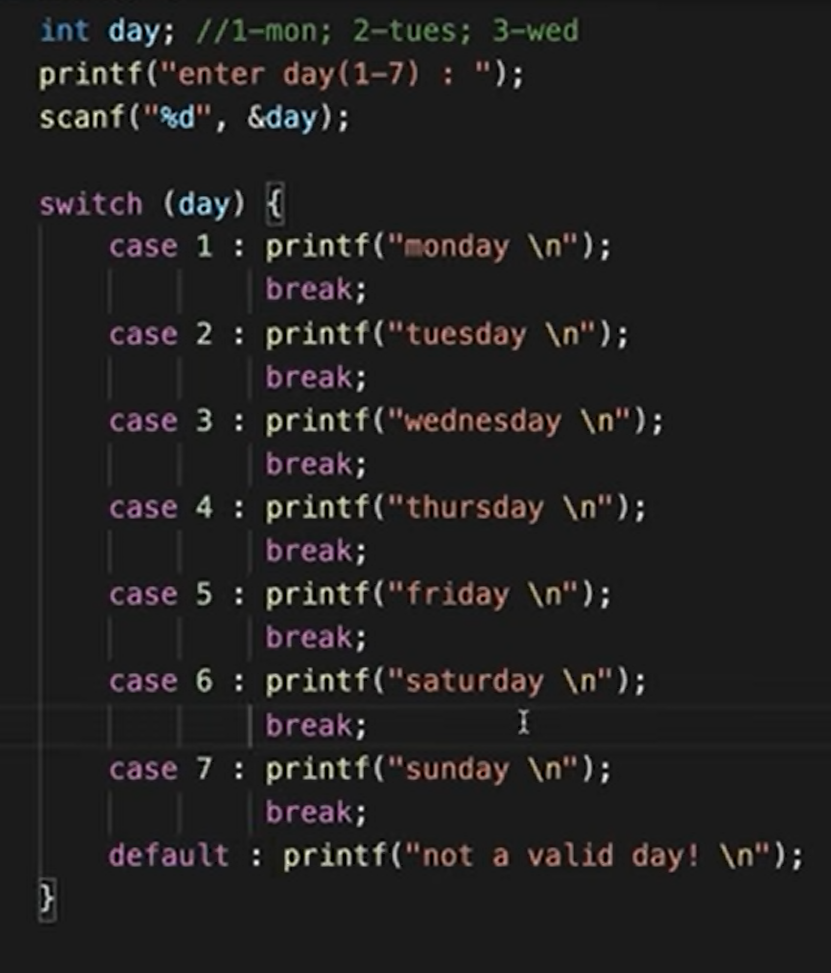 int day; //1-mon; 2-tues; 3-wed
printf("enter day(1-7) : ");
scanf("%d", &day);
switch (day) {
case 1 : printf("monday \n");
break;
case 2 : printf("tuesday \n");
break;
case 3 : printf("wednesday \n");
break;
case 4 : printf("thursday \n");
break;
case 5 : printf("friday \n");
break;
case 6 : printf("saturday \n");
break;
case 7 : printf("sunday \n");
break;
default : printf("not a valid day! \n");
}